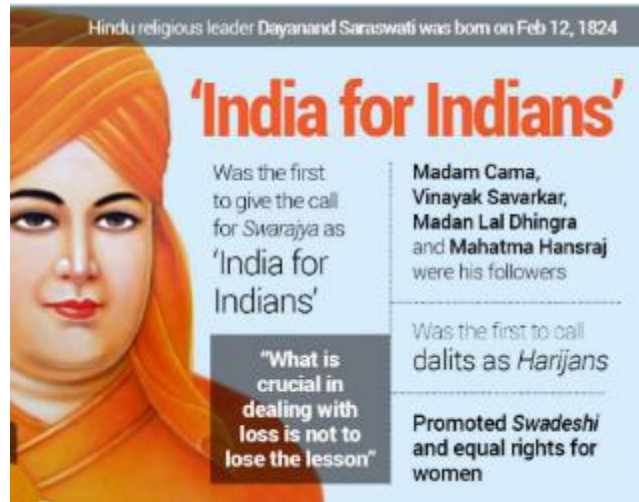 Hindu religious leader Dayanand Saraswati was born on Feb 12, 1824
‘India for Indians’
Was the first
to give the call
for Swarajya as
‘India for
Indians’
"What is
crucial in
dealing with
loss is not to
lose the lesson"
Madam Cama,
Vinayak Savarkar,
Madan Lal Dhingra
and Mahatma Hansraj
were his followers
Was the first to call
dalits as Harijans
Promoted Swadeshi
and equal rights for
women